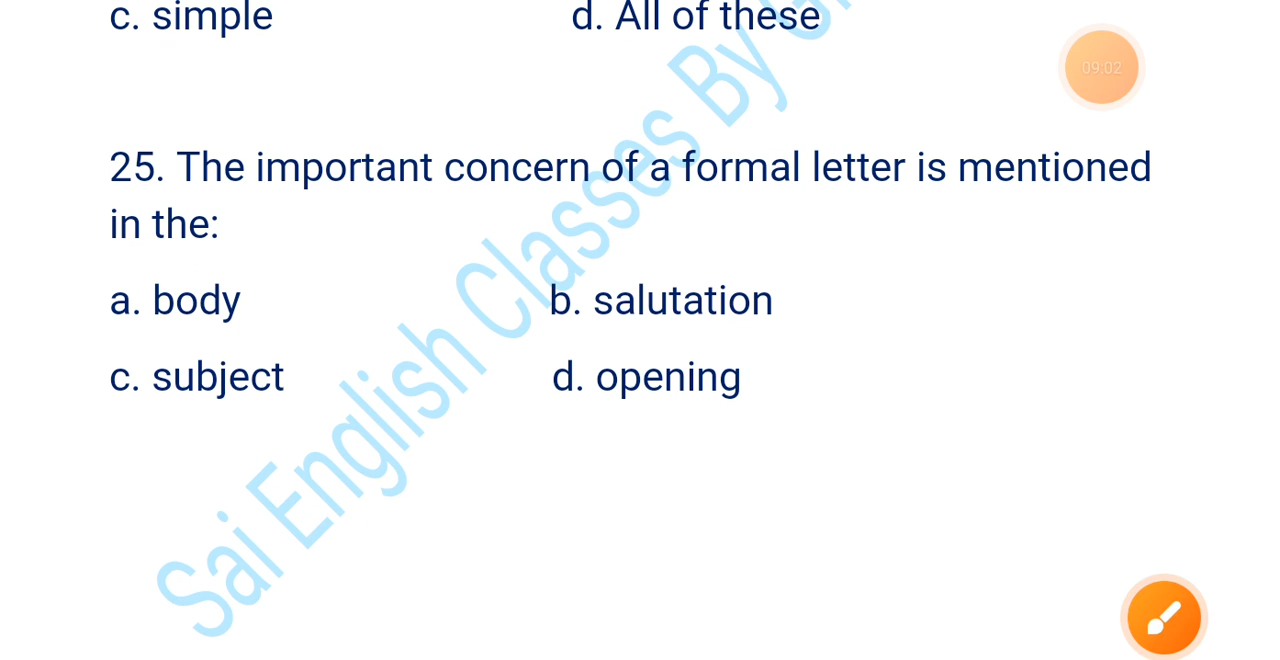 c. simple d. All of these
09:02
25. The important concern of a formal letter is mentioned
in the:
a. body b. salutation
c. subject d. opening
Sai English Classes By